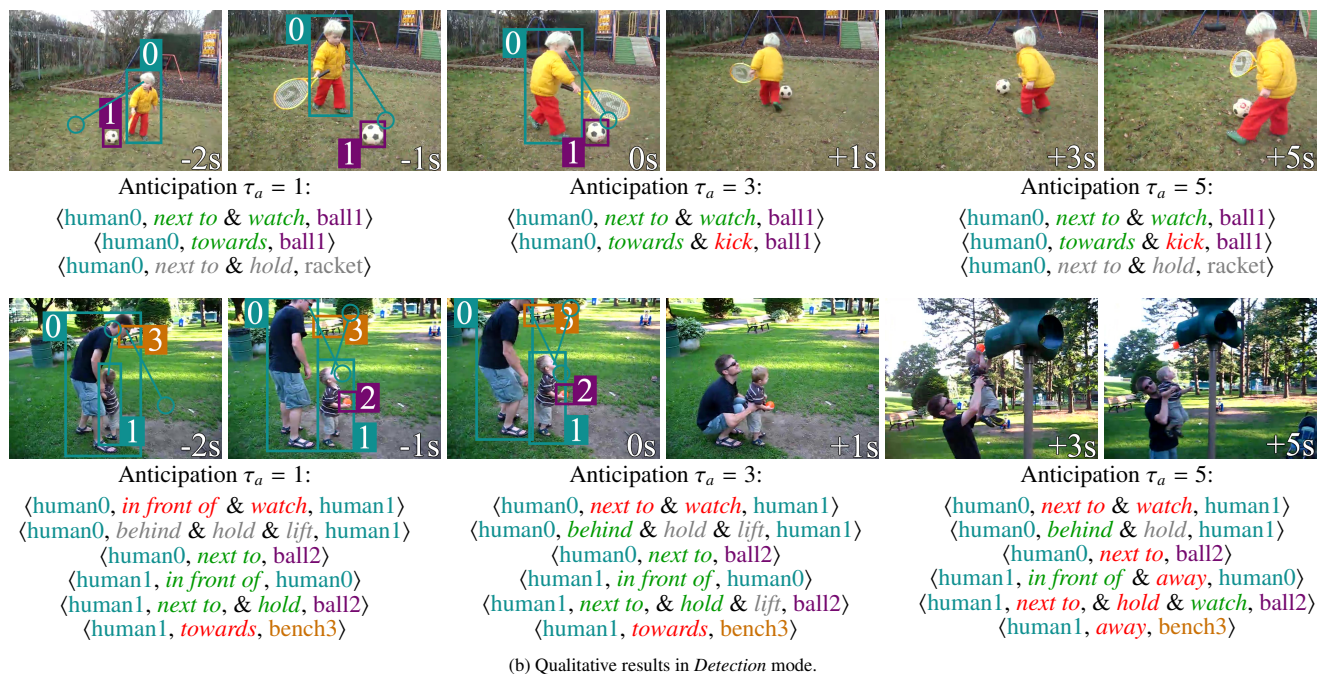 0
1
-2s
0
1
-1s
0
1
0s
+1s
+3s
+5s
Anticipation τₐ = 1:
⟨human0, next to & watch, ball1⟩
⟨human0, towards, ball1⟩
⟨human0, next to & hold, racket⟩
Anticipation τₐ = 3:
⟨human0, next to & watch, ball1⟩
⟨human0, towards & kick, ball1⟩
Anticipation τₐ = 5:
⟨human0, next to & watch, ball1⟩
⟨human0, towards & kick, ball1⟩
⟨human0, next to & hold, racket⟩
0
3
1
-2s
0
3
2
1
-1s
0
3
2
1
0s
+1s
+3s
+5s
Anticipation τₐ = 1:
⟨human0, in front of & watch, human1⟩
⟨human0, behind & hold & lift, human1⟩
⟨human0, next to, ball2⟩
⟨human1, in front of, human0⟩
⟨human1, next to, & hold, ball2⟩
⟨human1, towards, bench3⟩
Anticipation τₐ = 3:
⟨human0, next to & watch, human1⟩
⟨human0, behind & hold & lift, human1⟩
⟨human0, next to, ball2⟩
⟨human1, in front of, human0⟩
⟨human1, next to, & hold & lift, ball2⟩
⟨human1, towards, bench3⟩
Anticipation τₐ = 5:
⟨human0, next to & watch, human1⟩
⟨human0, behind & hold, human1⟩
⟨human0, next to, ball2⟩
⟨human1, in front of & away, human0⟩
⟨human1, next to, & hold & watch, ball2⟩
⟨human1, away, bench3⟩
(b) Qualitative results in Detection mode.